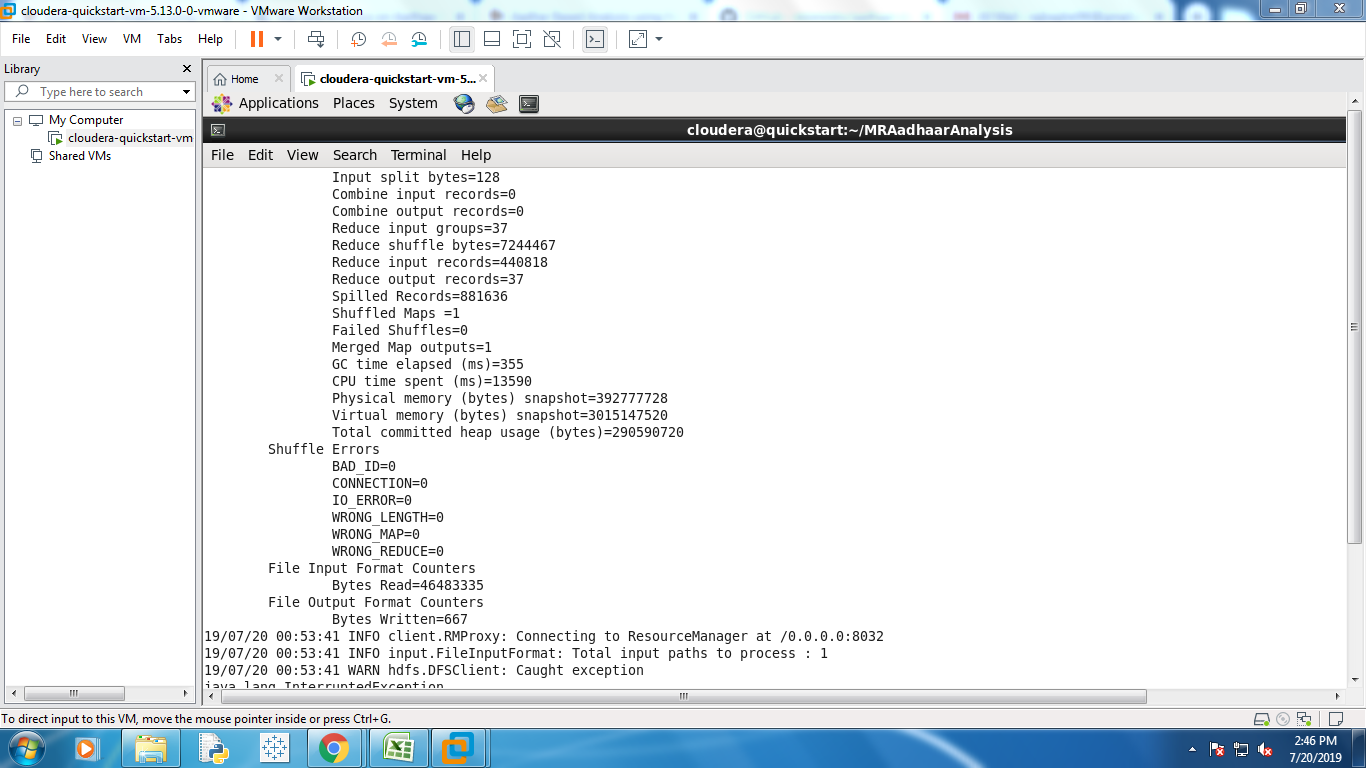 cloudera-quickstart-vm-5.13.0-0-vmware - VMware Workstation
File Edit View VM Tabs Help
Library
Type here to search
My Computer
cloudera-quickstart-vm
Shared VMs
Home
cloudera-quickstart-vm-5...
Applications Places System
cloudera@quickstart:~/MRAadhaarAnalysis
File Edit View Search Terminal Help
Input split bytes=128
Combine input records=0
Combine output records=0
Reduce input groups=37
Reduce shuffle bytes=7244467
Reduce input records=440818
Reduce output records=37
Spilled Records=881636
Shuffled Maps =1
Failed Shuffles=0
Merged Map outputs=1
GC time elapsed (ms)=355
CPU time spent (ms)=13590
Physical memory (bytes) snapshot=392777728
Virtual memory (bytes) snapshot=3015147520
Total committed heap usage (bytes)=290590720
Shuffle Errors
BAD_ID=0
CONNECTION=0
IO_ERROR=0
WRONG_LENGTH=0
WRONG_MAP=0
WRONG_REDUCE=0
File Input Format Counters
Bytes Read=46483335
File Output Format Counters
Bytes Written=667
19/07/20 00:53:41 INFO client.RMProxy: Connecting to ResourceManager at /0.0.0.0:8032
19/07/20 00:53:41 INFO input.FileInputFormat: Total input paths to process : 1
19/07/20 00:53:41 WARN hdfs.DFSClient: Caught exception
java.lang.InterruptedException
To direct input to this VM, move the mouse pointer inside or press Ctrl+G.
2:46 PM
7/20/2019